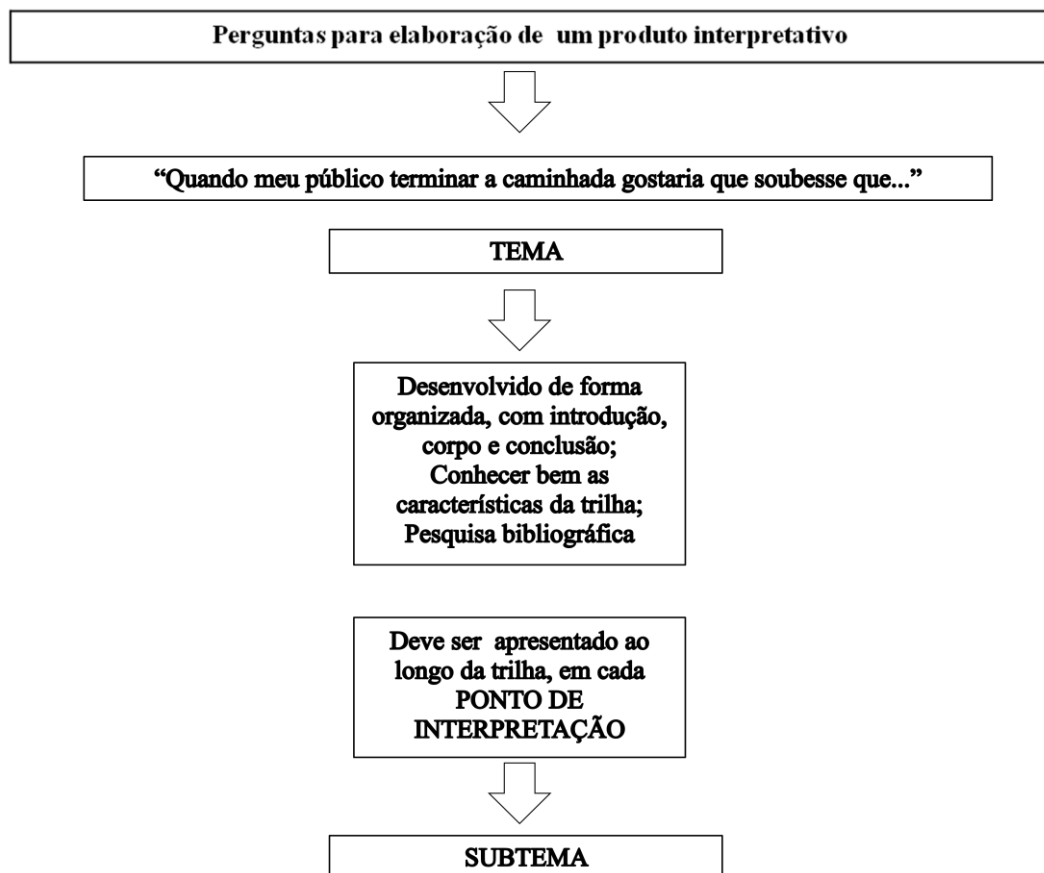 Perguntas para elaboração de um produto interpretativo
“Quando meu público terminar a caminhada gostaria que soubesse que...”
TEMA
Desenvolvido de forma
organizada, com introdução,
corpo e conclusão;
Conhecer bem as
características da trilha;
Pesquisa bibliográfica
Deve ser apresentado ao
longo da trilha, em cada
PONTO DE
INTERPRETAÇÃO
SUBTEMA